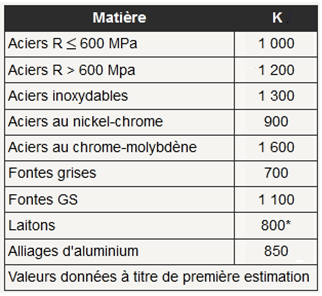 Matière K
Aciers R ≤ 600 MPa 1 000
Aciers R > 600 Mpa 1 200
Aciers inoxydables 1 300
Aciers au nickel-chrome 900
Aciers au chrome-molybdène 1 600
Fontes grises 700
Fontes GS 1 100
Laitons 800*
Alliages d'aluminium 850
Valeurs données à titre de première estimation